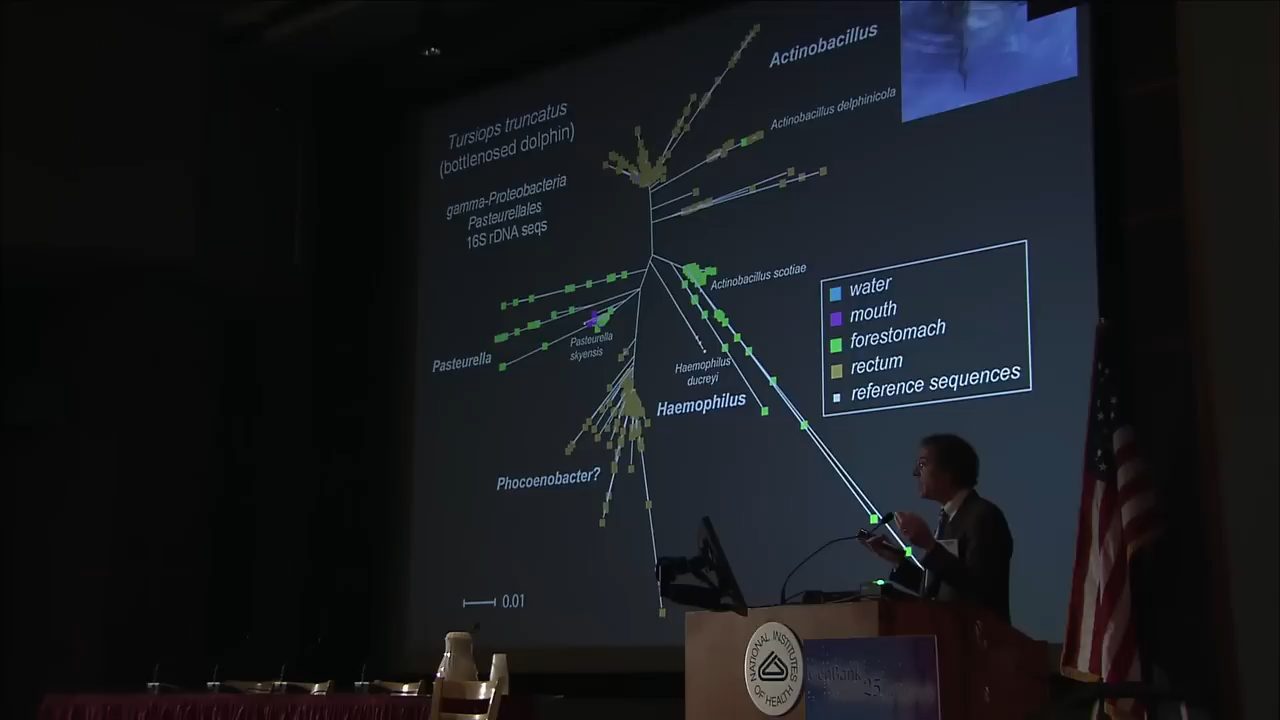 Actinobacillus
Tursiops truncatus
(bottlenosed dolphin)
Actinobacillus delphinicola
gamma-Proteobacteria
Pasteurellales
16S rDNA seqs
Actinobacillus scotiae
water
mouth
forestomach
rectum
reference sequences
Pasteurella
Pasteurella
skyensis
Haemophilus
ducreyi
Haemophilus
Phocoenobacter?
0.01
NATIONAL INSTITUTES
OF HEALTH
25